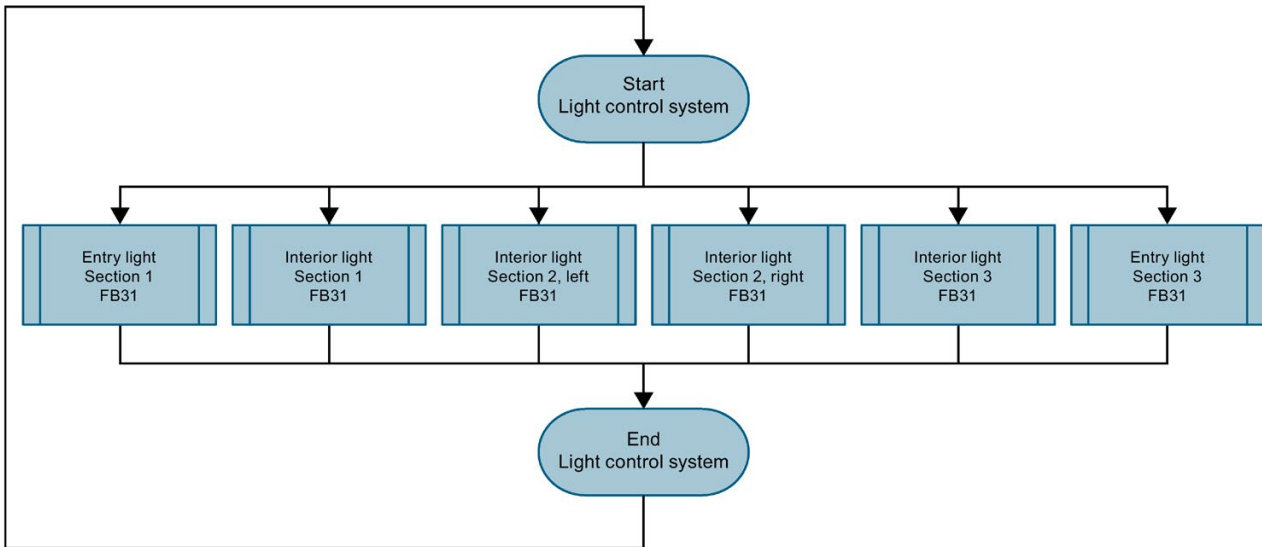 Start
Light control system
Entry light
Section 1
FB31
Interior light
Section 1
FB31
Interior light
Section 2, left
FB31
Interior light
Section 2, right
FB31
Interior light
Section 3
FB31
Entry light
Section 3
FB31
End
Light control system